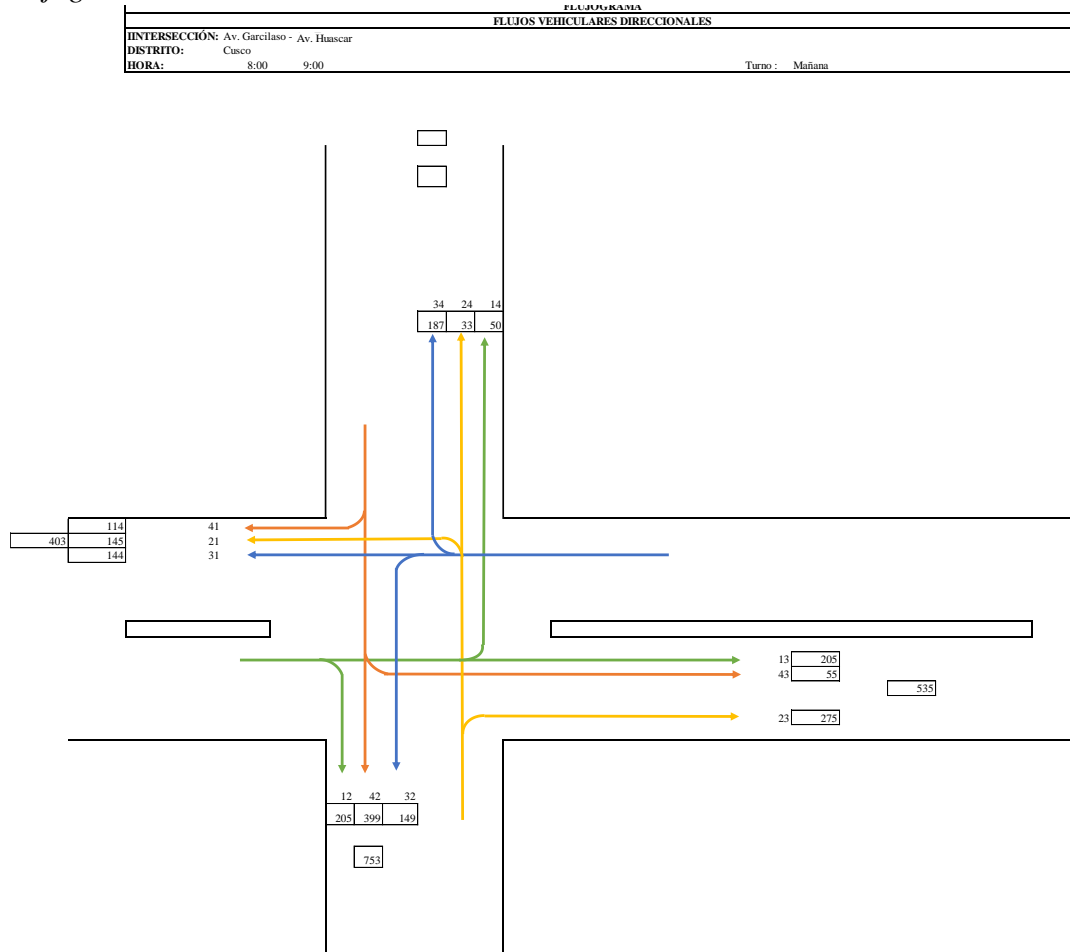 FLUJOGRAMA
FLUJOS VEHICULARES DIRECCIONALES
IINTERSECCIÓN: Av. Garcilaso - Av. Huascar
DISTRITO: Cusco
HORA: 8:00 9:00 Turno : Mañana
34 24 14
187 33 50
114 41
403 145 21
144 31
13 205
43 55
535
23 275
12 42 32
205 399 149
753